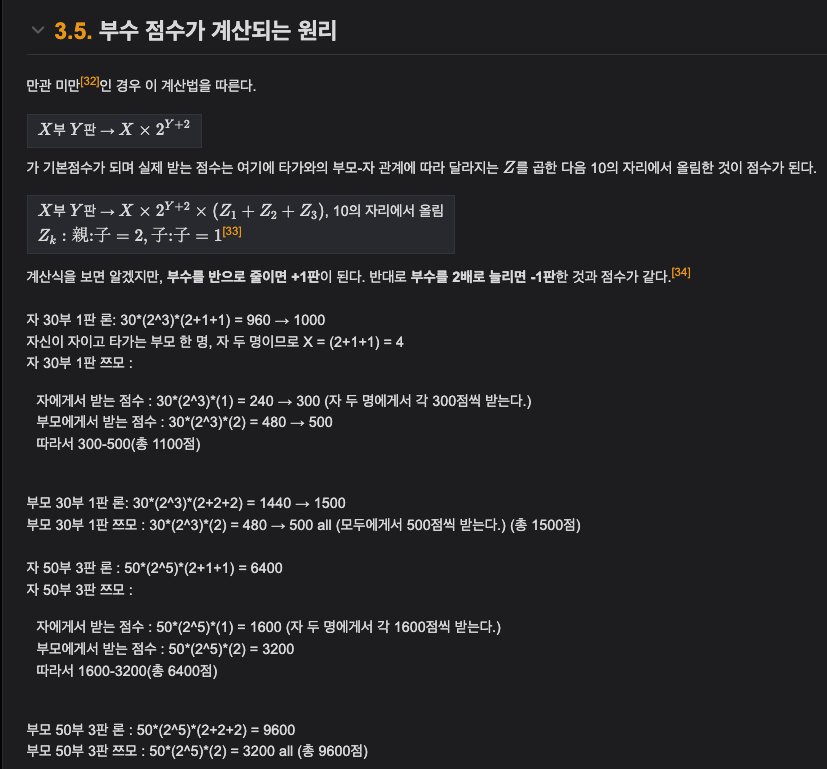 3.5. 부수 점수가 계산되는 원리
만관 미만[32]인 경우 이 계산법을 따른다.
X부 Y판 → X × 2^{Y+2}
가 기본점수가 되며 실제 받는 점수는 여기에 타가와의 부모-자 관계에 따라 달라지는 Z를 곱한 다음 10의 자리에서 올림한 것이 점수가 된다.
X부 Y판 → X × 2^{Y+2} × (Z₁ + Z₂ + Z₃), 10의 자리에서 올림
Zₖ : 親:子 = 2, 子:子 = 1[33]
계산식을 보면 알겠지만, 부수를 반으로 줄이면 +1판이 된다. 반대로 부수를 2배로 늘리면 -1판한 것과 점수가 같다.[34]
자 30부 1판 론: 30*(2^3)*(2+1+1) = 960 → 1000
자신이 자이고 타가는 부모 한 명, 자 두 명이므로 X = (2+1+1) = 4
자 30부 1판 쯔모 :
자에게서 받는 점수 : 30*(2^3)*(1) = 240 → 300 (자 두 명에게서 각 300점씩 받는다.)
부모에게서 받는 점수 : 30*(2^3)*(2) = 480 → 500
따라서 300-500(총 1100점)
부모 30부 1판 론: 30*(2^3)*(2+2+2) = 1440 → 1500
부모 30부 1판 쯔모 : 30*(2^3)*(2) = 480 → 500 all (모두에게서 500점씩 받는다.) (총 1500점)
자 50부 3판 론 : 50*(2^5)*(2+1+1) = 6400
자 50부 3판 쯔모 :
자에게서 받는 점수 : 50*(2^5)*(1) = 1600 (자 두 명에게서 각 1600점씩 받는다.)
부모에게서 받는 점수 : 50*(2^5)*(2) = 3200
따라서 1600-3200(총 6400점)
부모 50부 3판 론 : 50*(2^5)*(2+2+2) = 9600
부모 50부 3판 쯔모 : 50*(2^5)*(2) = 3200 all (총 9600점)